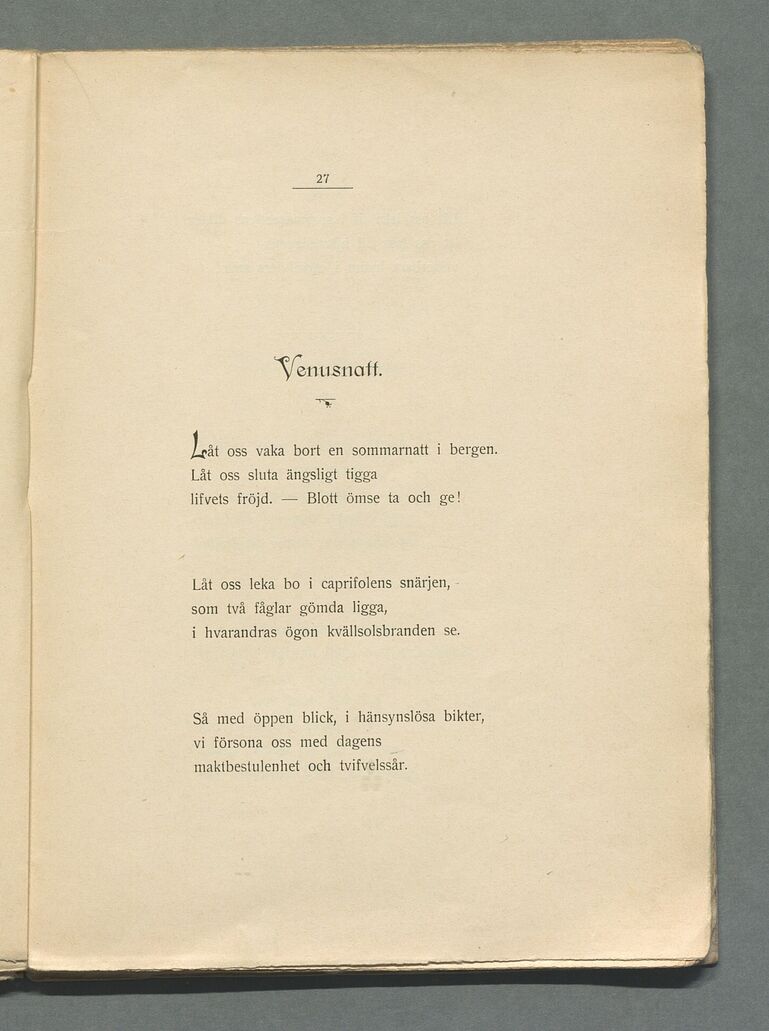 27
Venusnatt.
Låt oss vaka bort en sommarnatt i bergen.
Låt oss sluta ängsligt tigga
lifvets fröjd. — Blott ömse ta och ge!
Låt oss leka bo i caprifolens snärjen,
som två fåglar gömda ligga,
i hvarandras ögon kvällsolsbranden se.
Så med öppen blick, i hänsynslösa bikter,
vi försona oss med dagens
maktbestulenhet och tvifvelssår.